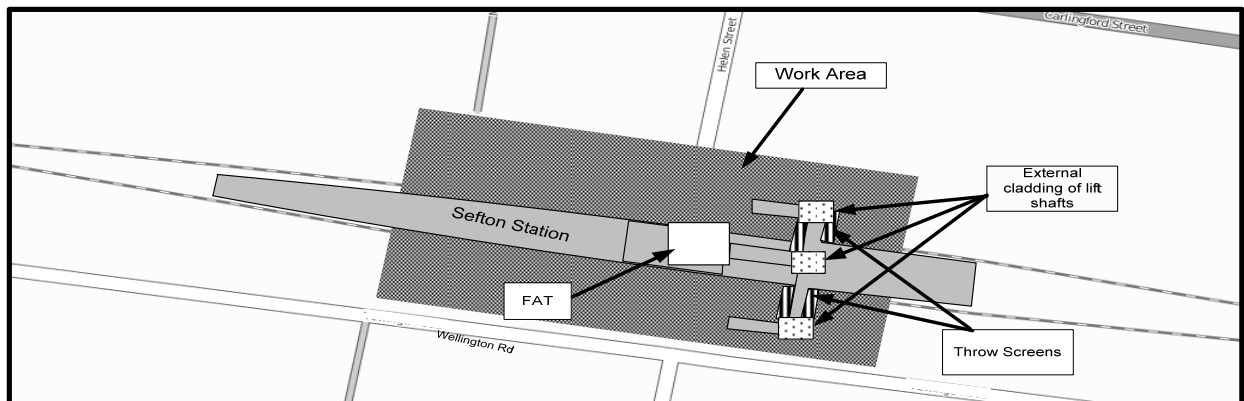 Carlingford Street
Helen Street
Work Area
External
cladding of lift
shafts
Sefton Station
FAT
Wellington Rd
Throw Screens